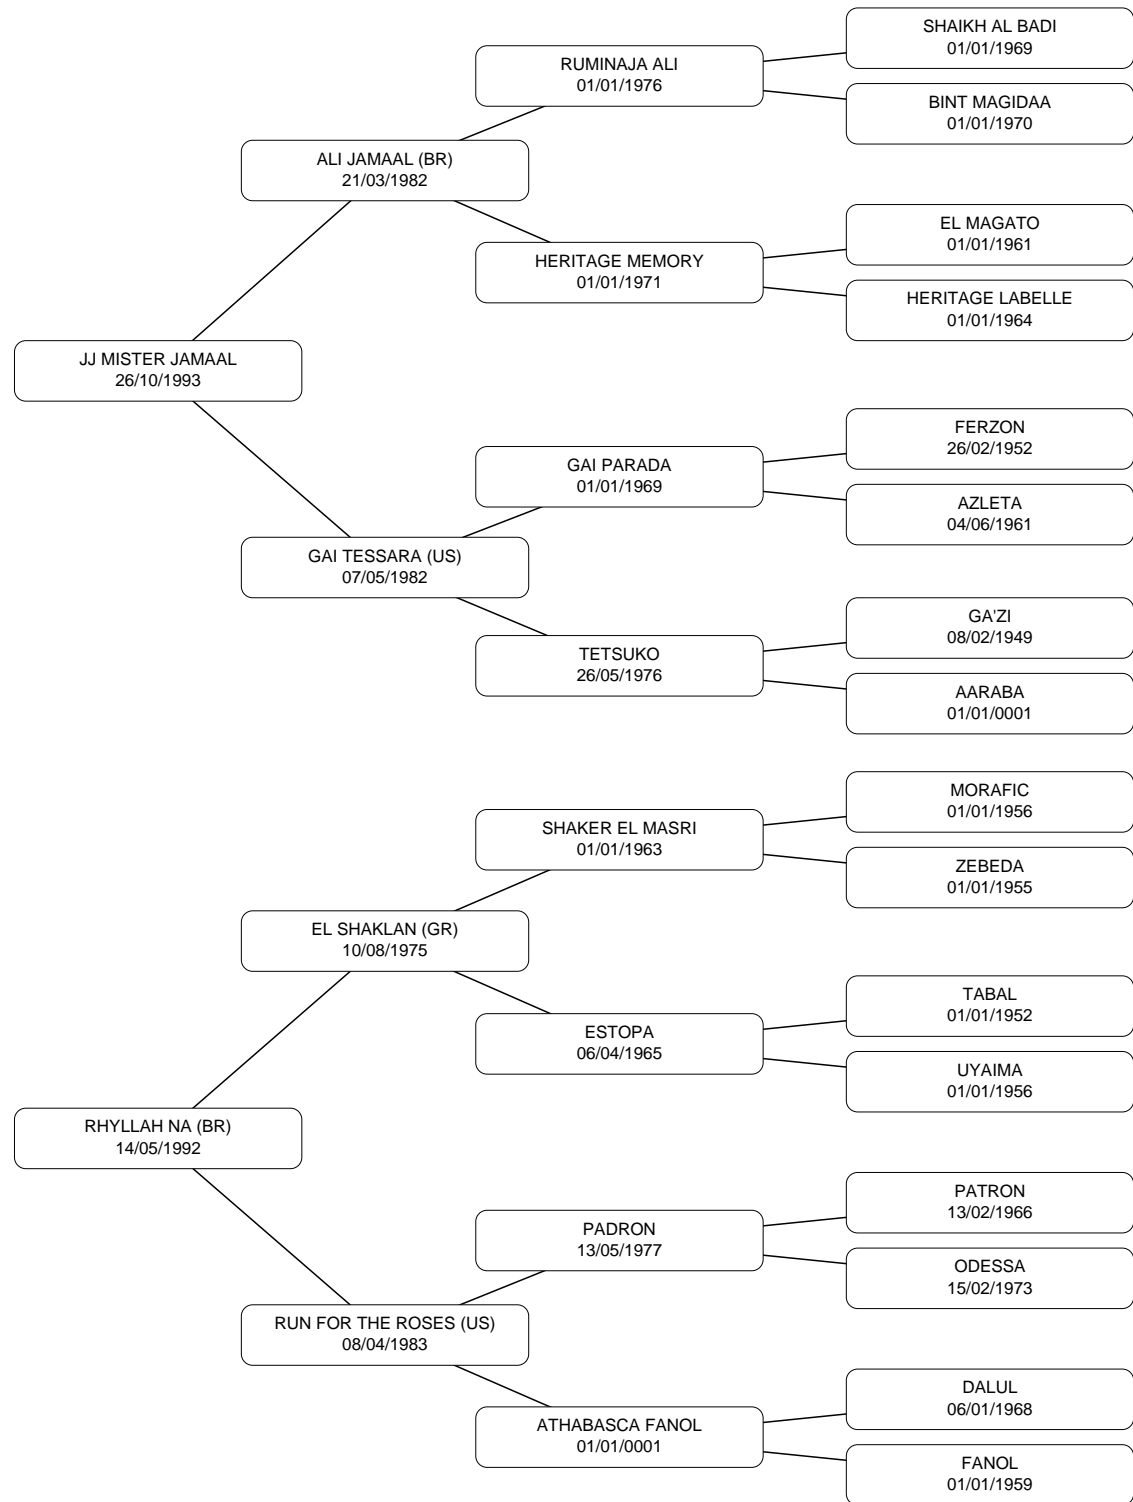 SHAIKH AL BADI
01/01/1969
RUMINAJA ALI
01/01/1976
BINT MAGIDAA
01/01/1970
ALI JAMAAL (BR)
21/03/1982
EL MAGATO
01/01/1961
HERITAGE MEMORY
01/01/1971
HERITAGE LABELLE
01/01/1964
JJ MISTER JAMAAL
26/10/1993
FERZON
26/02/1952
GAI PARADA
01/01/1969
AZLETA
04/06/1961
GAI TESSARA (US)
07/05/1982
GA'ZI
08/02/1949
TETSUKO
26/05/1976
AARABA
01/01/0001
MORAFIC
01/01/1956
SHAKER EL MASRI
01/01/1963
ZEBEDA
01/01/1955
EL SHAKLAN (GR)
10/08/1975
TABAL
01/01/1952
ESTOPA
06/04/1965
UYAIMA
01/01/1956
RHYLLAH NA (BR)
14/05/1992
PATRON
13/02/1966
PADRON
13/05/1977
ODESSA
15/02/1973
RUN FOR THE ROSES (US)
08/04/1983
DALUL
06/01/1968
ATHABASCA FANOL
01/01/0001
FANOL
01/01/1959